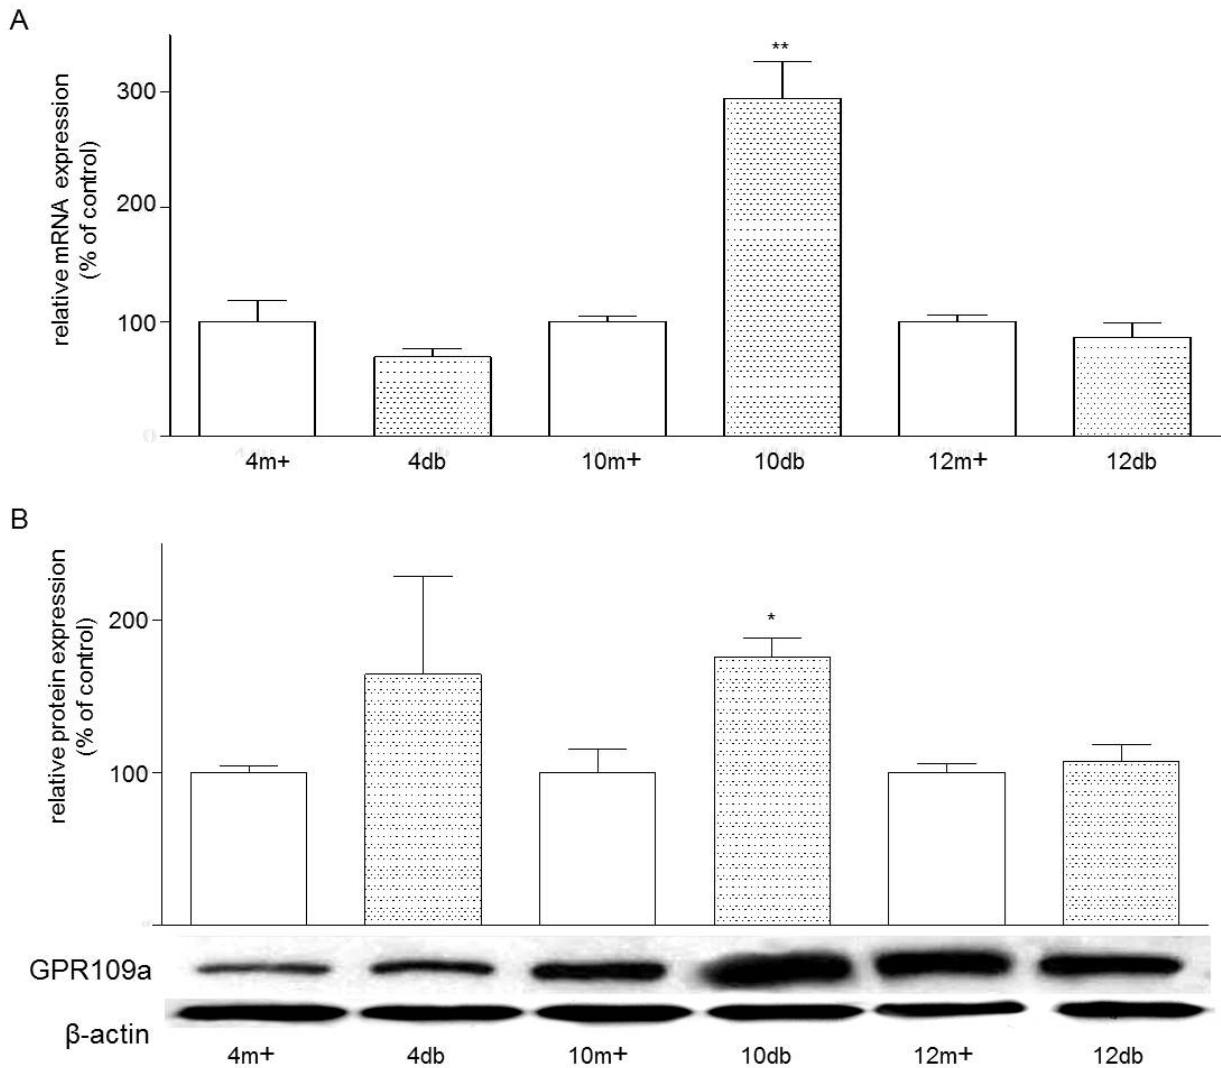 A
relative mRNA expression
(% of control)
300
200
100
0
**
4m+
4db
10m+
10db
12m+
12db
B
relative protein expression
(% of control)
200
100
*
GPR109a
β-actin
4m+
4db
10m+
10db
12m+
12db